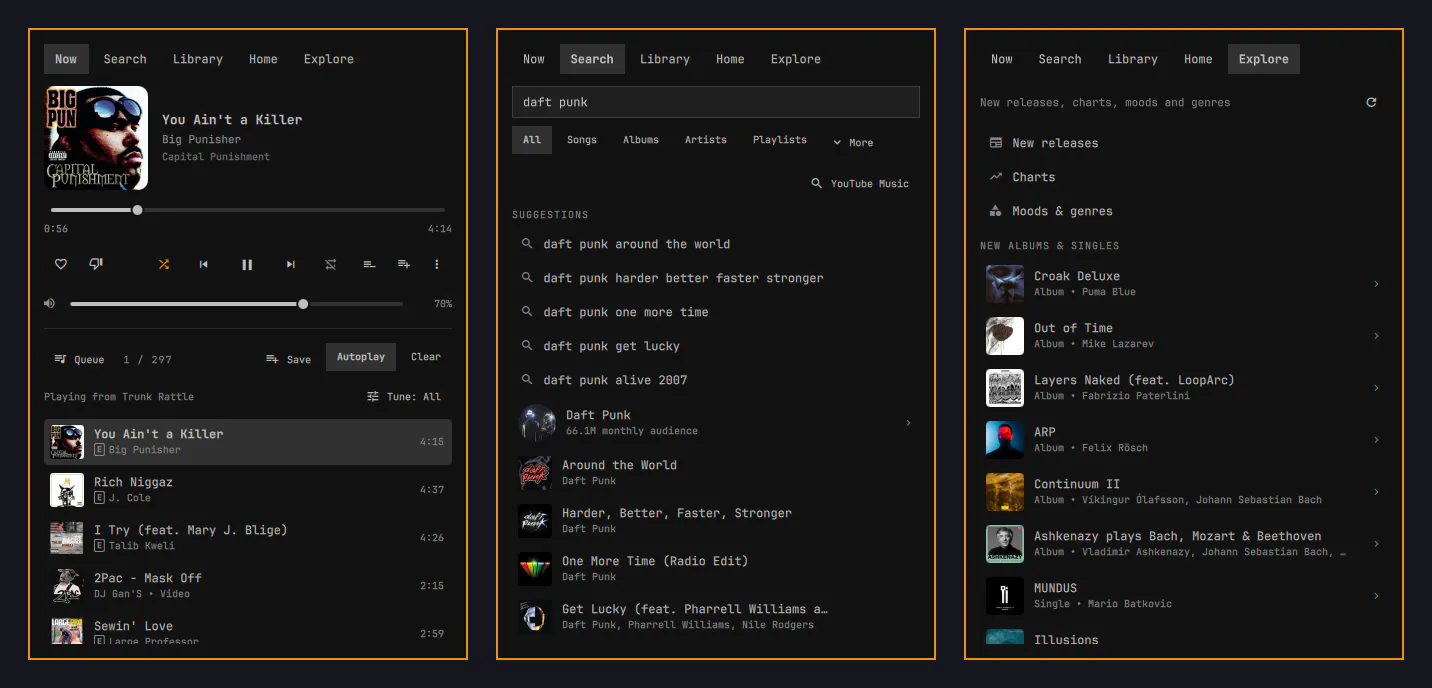 Now Search Library Home Explore
BIG PUN
CAPITAL PUNISHMENT
You Ain't a Killer
Big Punisher
Capital Punishment
0:56 4:14
70%
Queue 1 / 297 Save Autoplay Clear
Playing from Trunk Rattle Tune: All
You Ain't a Killer
E Big Punisher
4:15
Rich Niggaz
E J. Cole
4:37
I Try (feat. Mary J. Blige)
E Talib Kweli
4:26
2Pac - Mask Off
DJ Gan'S • Video
2:15
Sewin' Love
E Large Professor
2:59
Now Search Library Home Explore
daft punk
All Songs Albums Artists Playlists More
YouTube Music
SUGGESTIONS
daft punk around the world
daft punk harder better faster stronger
daft punk one more time
daft punk get lucky
daft punk alive 2007
Daft Punk
66.1M monthly audience
Around the World
Daft Punk
Harder, Better, Faster, Stronger
Daft Punk
One More Time (Radio Edit)
Daft Punk
Get Lucky (feat. Pharrell Williams a…
Daft Punk, Pharrell Williams, Nile Rodgers
Now Search Library Home Explore
New releases, charts, moods and genres
New releases
Charts
Moods & genres
NEW ALBUMS & SINGLES
Croak Deluxe
Album • Puma Blue
Out of Time
Album • Mike Lazarev
Layers Naked (feat. LoopArc)
Album • Fabrizio Paterlini
ARP
Album • Felix Rösch
Continuum II
Album • Víkingur Ólafsson, Johann Sebastian Bach
Ashkenazy plays Bach, Mozart & Beethoven
Album • Vladimir Ashkenazy, Johann Sebastian Bach, …
MUNDUS
Single • Mario Batkovic
Illusions